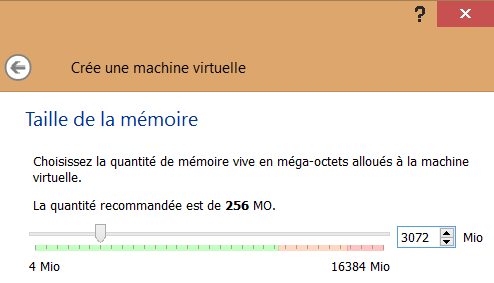 ?
Crée une machine virtuelle
Taille de la mémoire
Choisissez la quantité de mémoire vive en méga-octets alloués à la machine
virtuelle.
La quantité recommandée est de 256 MO.
3072 Mio
4 Mio 16384 Mio